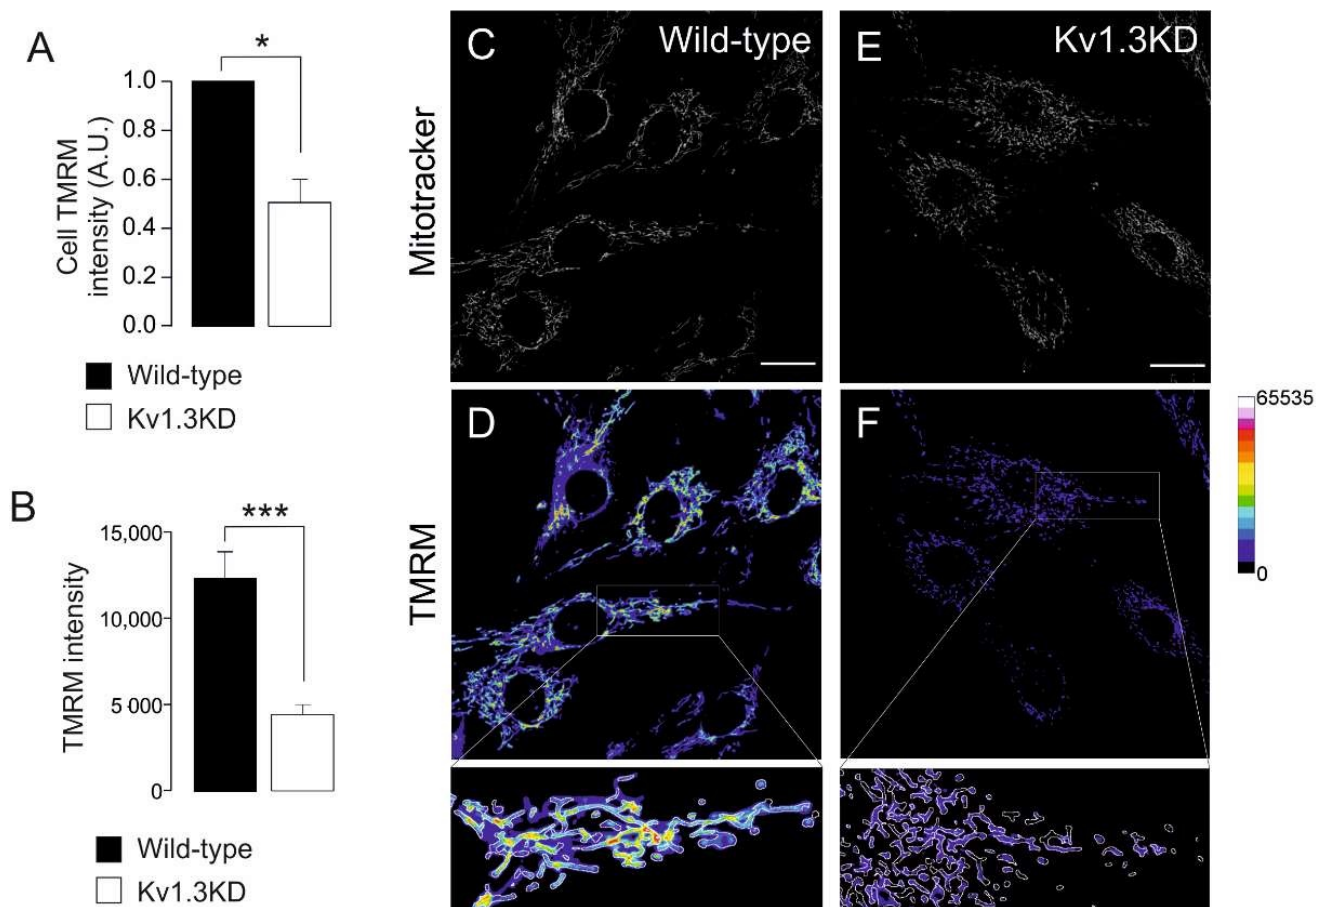 A
*
1.0
0.8
0.6
0.4
0.2
0.0
Cell TMRM
intensity (A.U.)
Wild-type
Kv1.3KD
B
***
15,000
10,000
5 000
0
TMRM intensity
Wild-type
Kv1.3KD
Mitotracker
C
Wild-type
E
Kv1.3KD
TMRM
D
F
65535
0